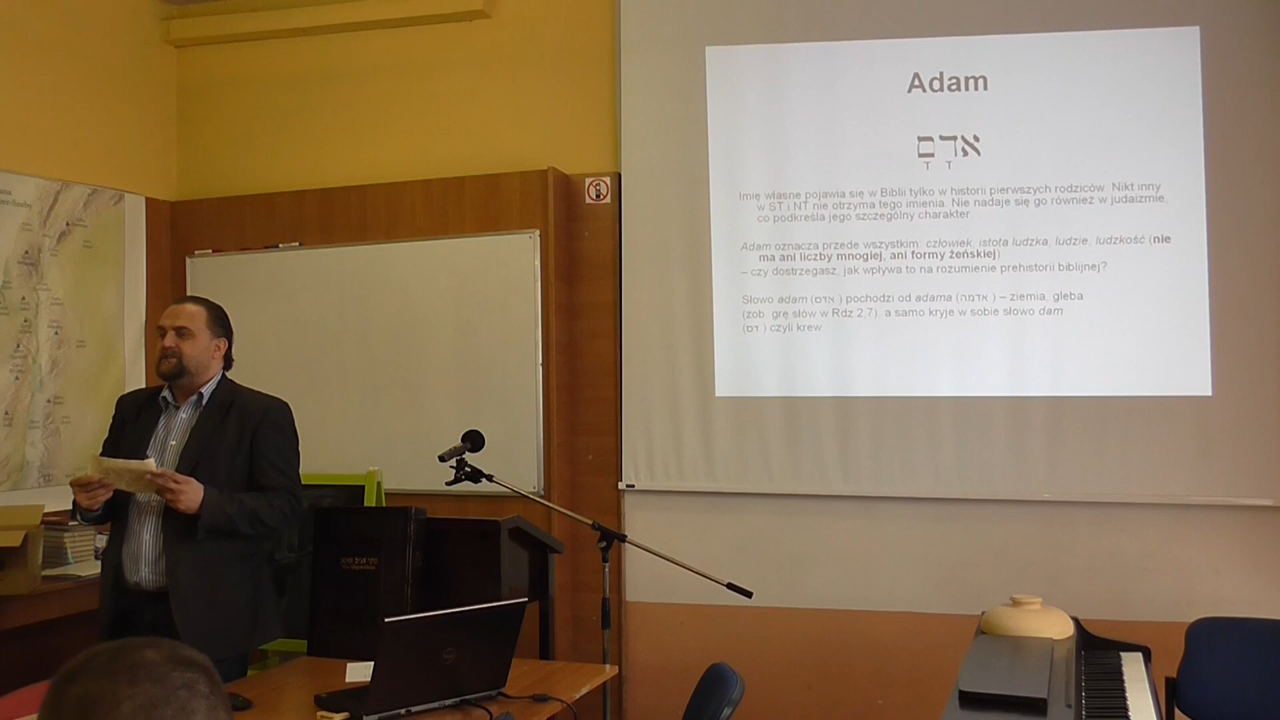 Adam
אדָםָ
Imię własne pojawia się w Biblii tylko w historii pierwszych rodziców. Nikt inny
w ST i NT nie otrzyma tego imienia. Nie nadaje się go również w judaizmie,
co podkreśla jego szczególny charakter
Adam oznacza przede wszystkim: człowiek, istota ludzka, ludzie, ludzkość (nie
ma ani liczby mnogiej, ani formy żeńskiej)
– czy dostrzegasz, jak wpływa to na rozumienie prehistorii biblijnej?
Słowo adam (אדם ) pochodzi od adama (אדמה ) – ziemia, gleba
(zob. grę słów w Rdz 2,7), a samo kryje w sobie słowo dam
(דם ) czyli krew
DELL